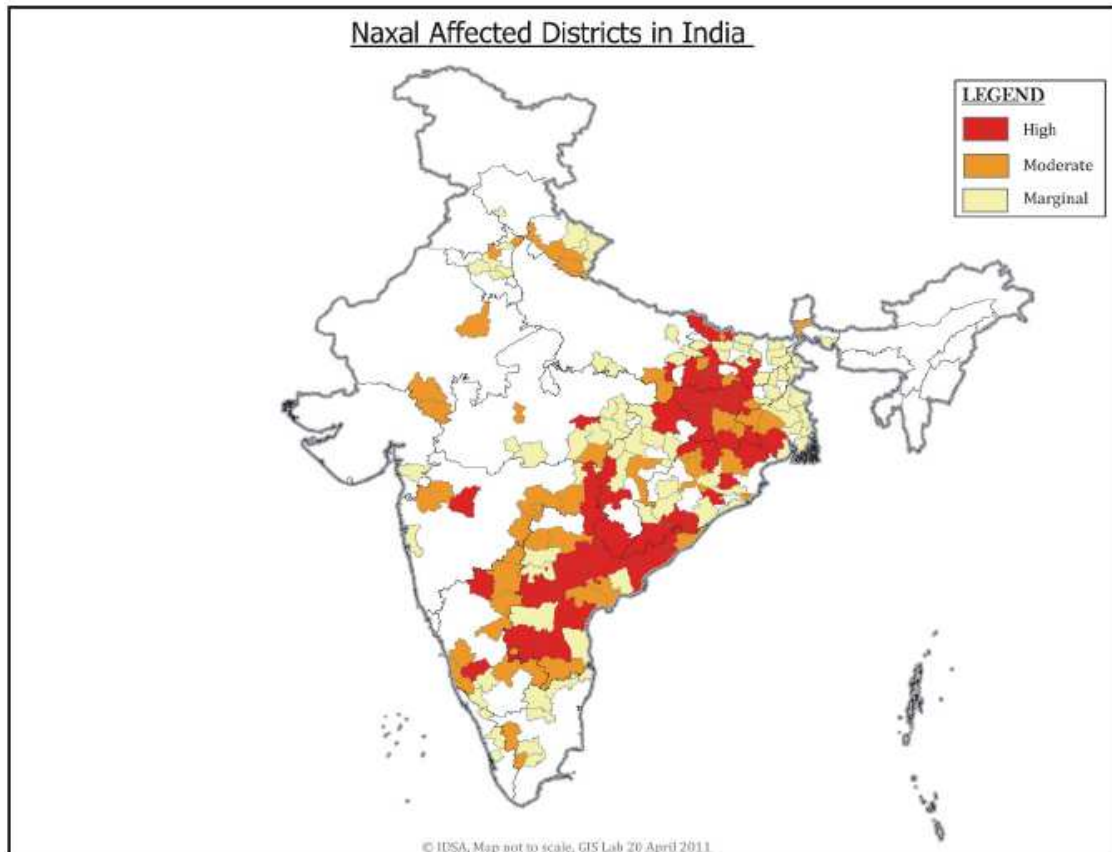 Naxal Affected Districts in India
LEGEND
High
Moderate
Marginal
© IDSA, Map not to scale, GIS Lab 20 April 2011